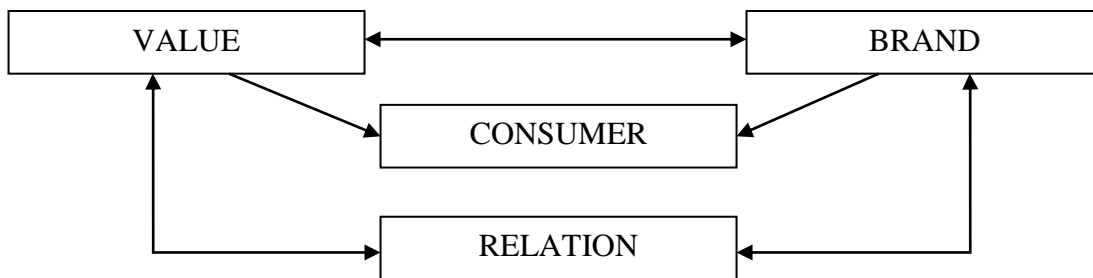 VALUE
BRAND
CONSUMER
RELATION